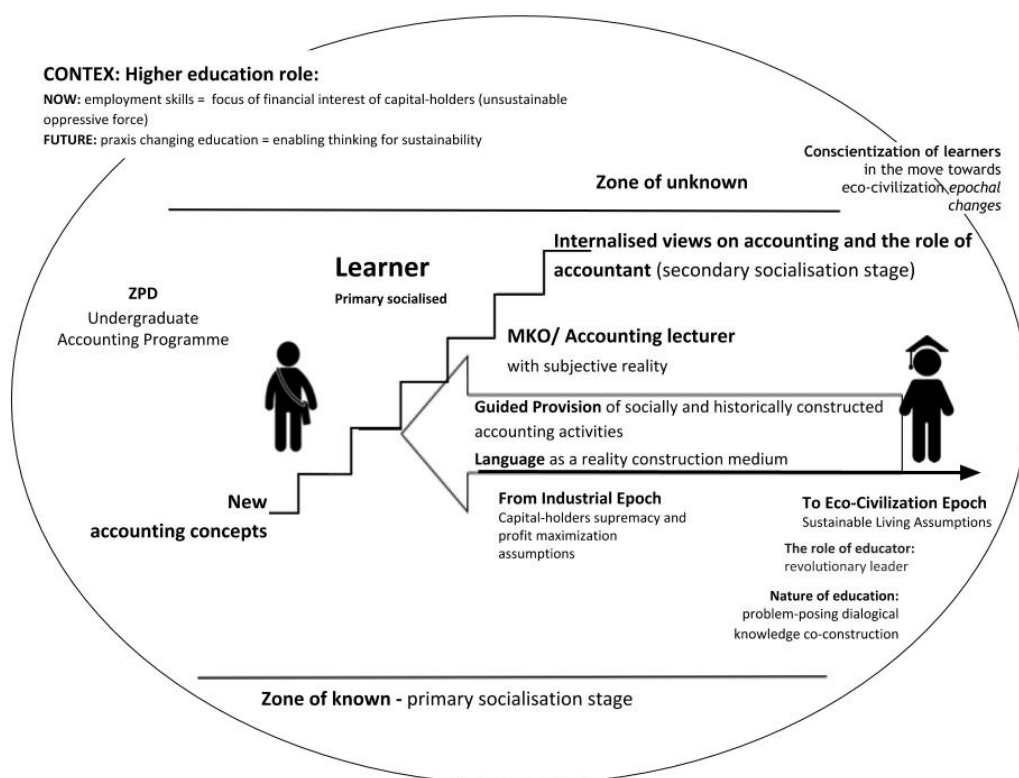 CONTEX: Higher education role:
NOW: employment skills = focus of financial interest of capital-holders (unsustainable
oppressive force)
FUTURE: praxis changing education = enabling thinking for sustainability
Conscientization of learners
in the move towards
eco-civilization epochal
changes
Zone of unknown
Internalised views on accounting and the role of
accountant (secondary socialisation stage)
Learner
Primary socialised
ZPD
Undergraduate
Accounting Programme
MKO/ Accounting lecturer
with subjective reality
Guided Provision of socially and historically constructed
accounting activities
Language as a reality construction medium
New
accounting concepts
From Industrial Epoch
Capital-holders supremacy and
profit maximization
assumptions
To Eco-Civilization Epoch
Sustainable Living Assumptions
The role of educator:
revolutionary leader
Nature of education:
problem-posing dialogical
knowledge co-construction
Zone of known - primary socialisation stage